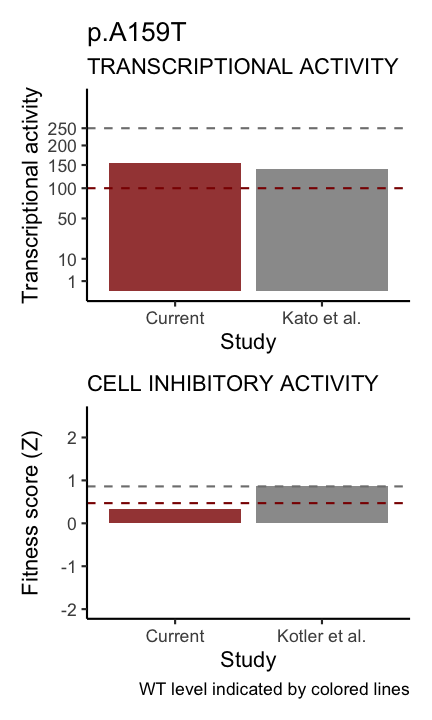 p.A159T
TRANSCRIPTIONAL ACTIVITY
Transcriptional activity
250
200
150
100
50
10
1
Current
Kato et al.
Study
CELL INHIBITORY ACTIVITY
Fitness score (Z)
2
1
0
-1
-2
Current
Kotler et al.
Study
WT level indicated by colored lines